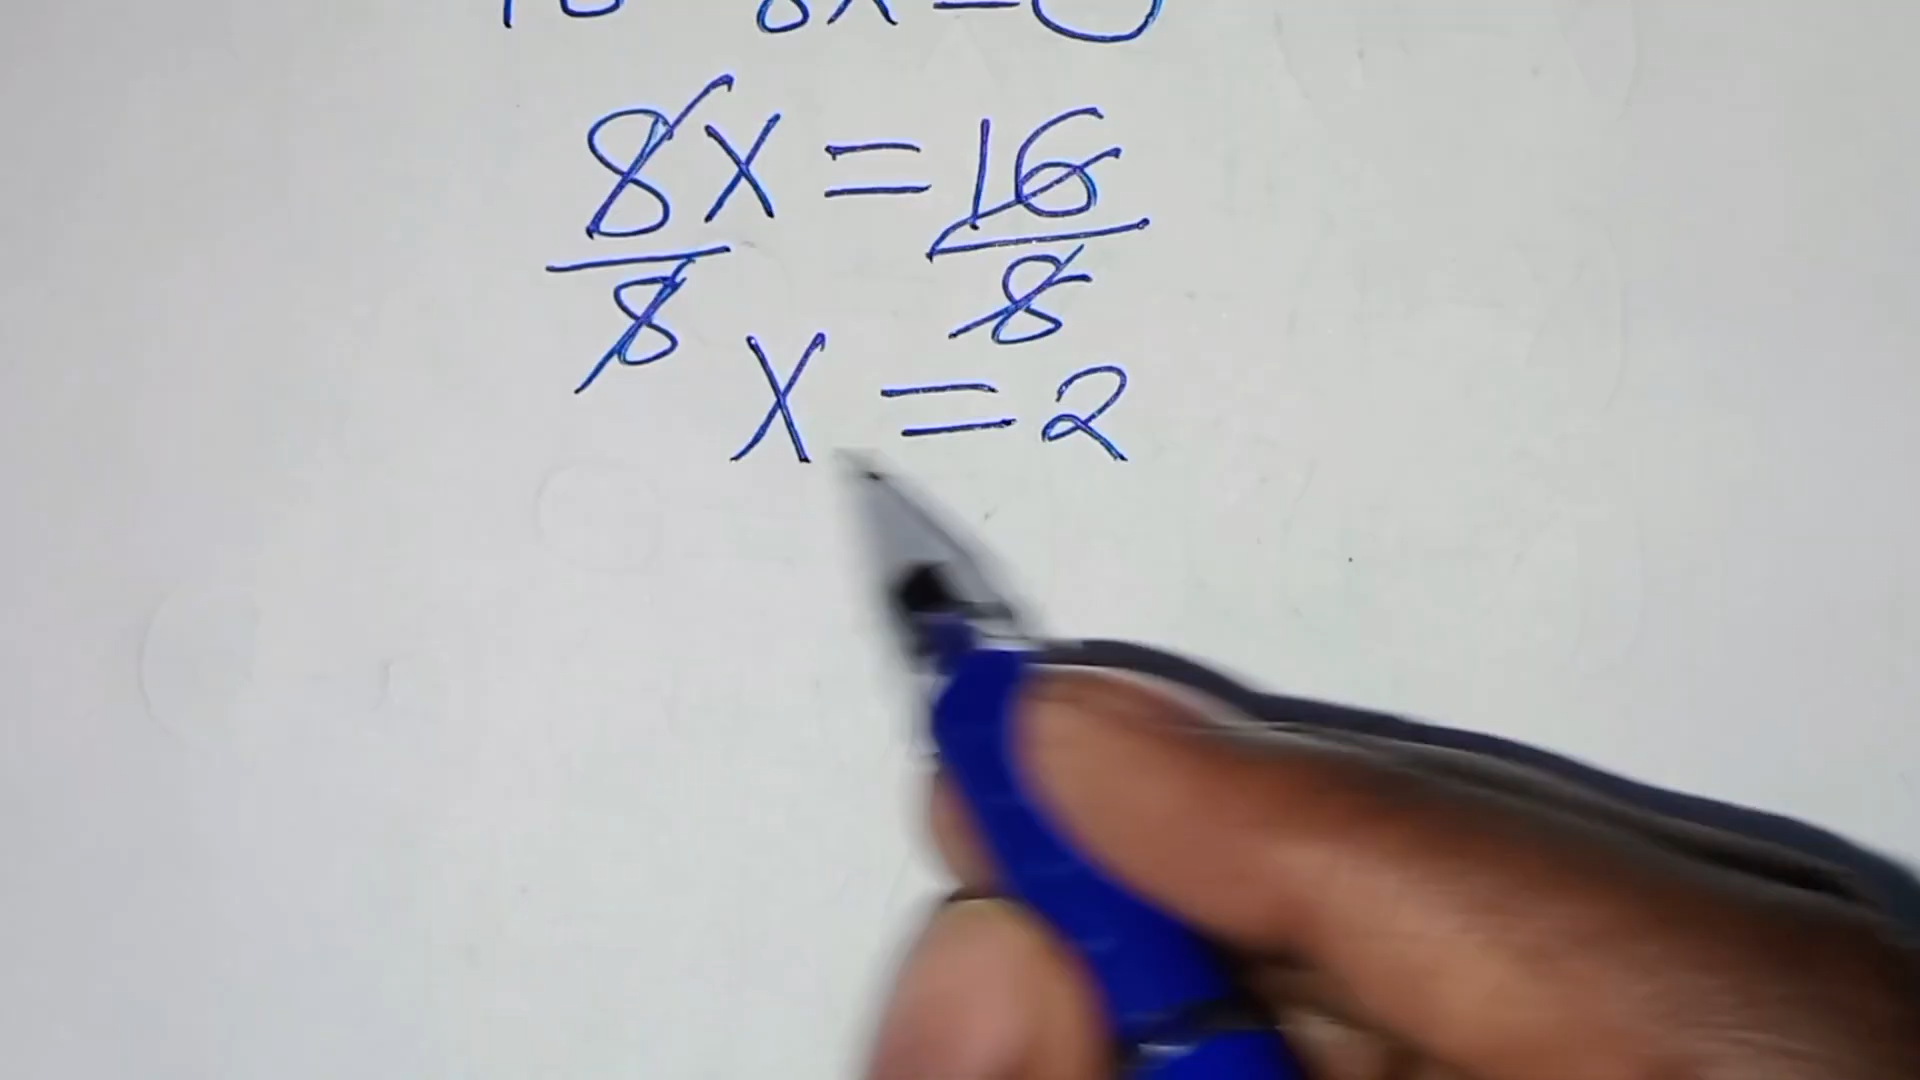 8x = 16
8 8
x = 2